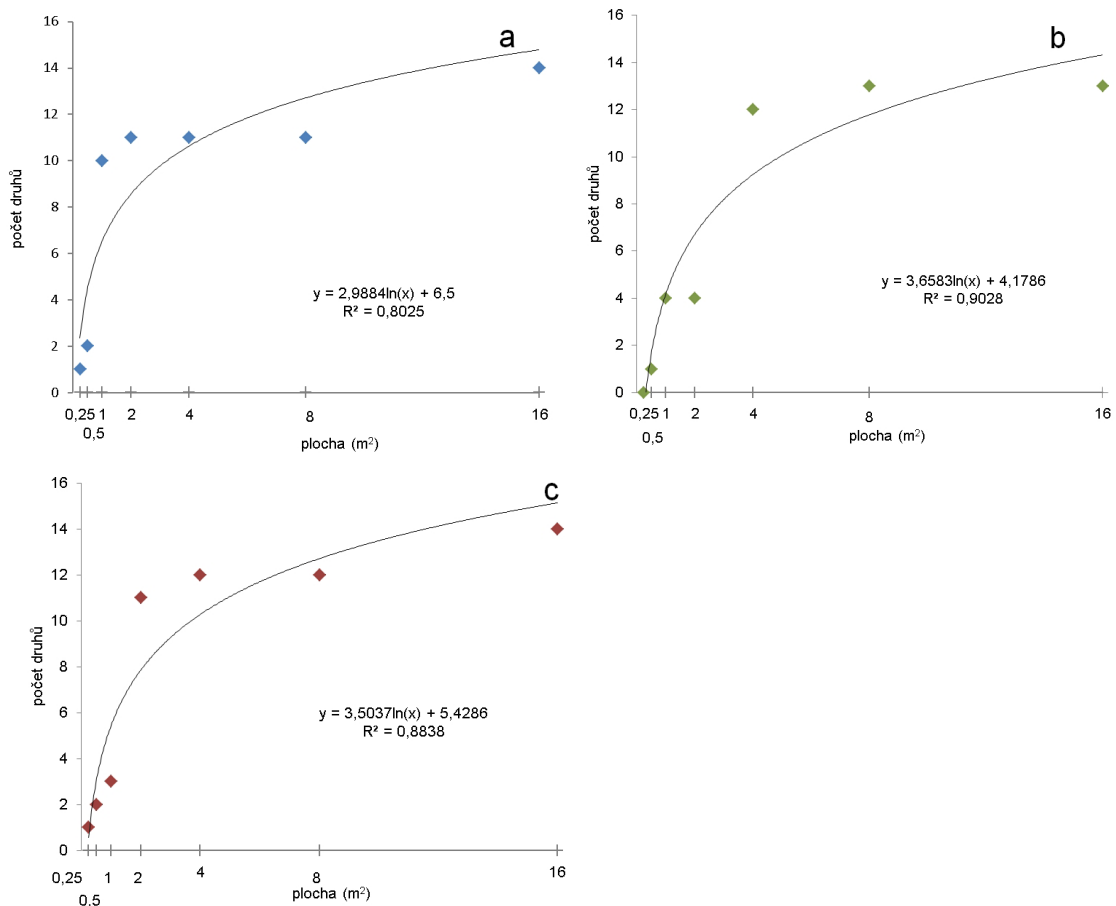 a
16
14
12
10
8
6
4
2
0
počet druhů
y = 2,9884ln(x) + 6,5
R² = 0,8025
0,25 1 2 4 8 16
0,5
plocha (m²)
b
16
14
12
10
8
6
4
2
0
počet druhů
y = 3,6583ln(x) + 4,1786
R² = 0,9028
0,25 1 2 4 8 16
0,5
plocha (m²)
c
16
14
12
10
8
6
4
2
0
počet druhů
y = 3,5037ln(x) + 5,4286
R² = 0,8838
0,25 1 2 4 8 16
0.5
plocha (m²)